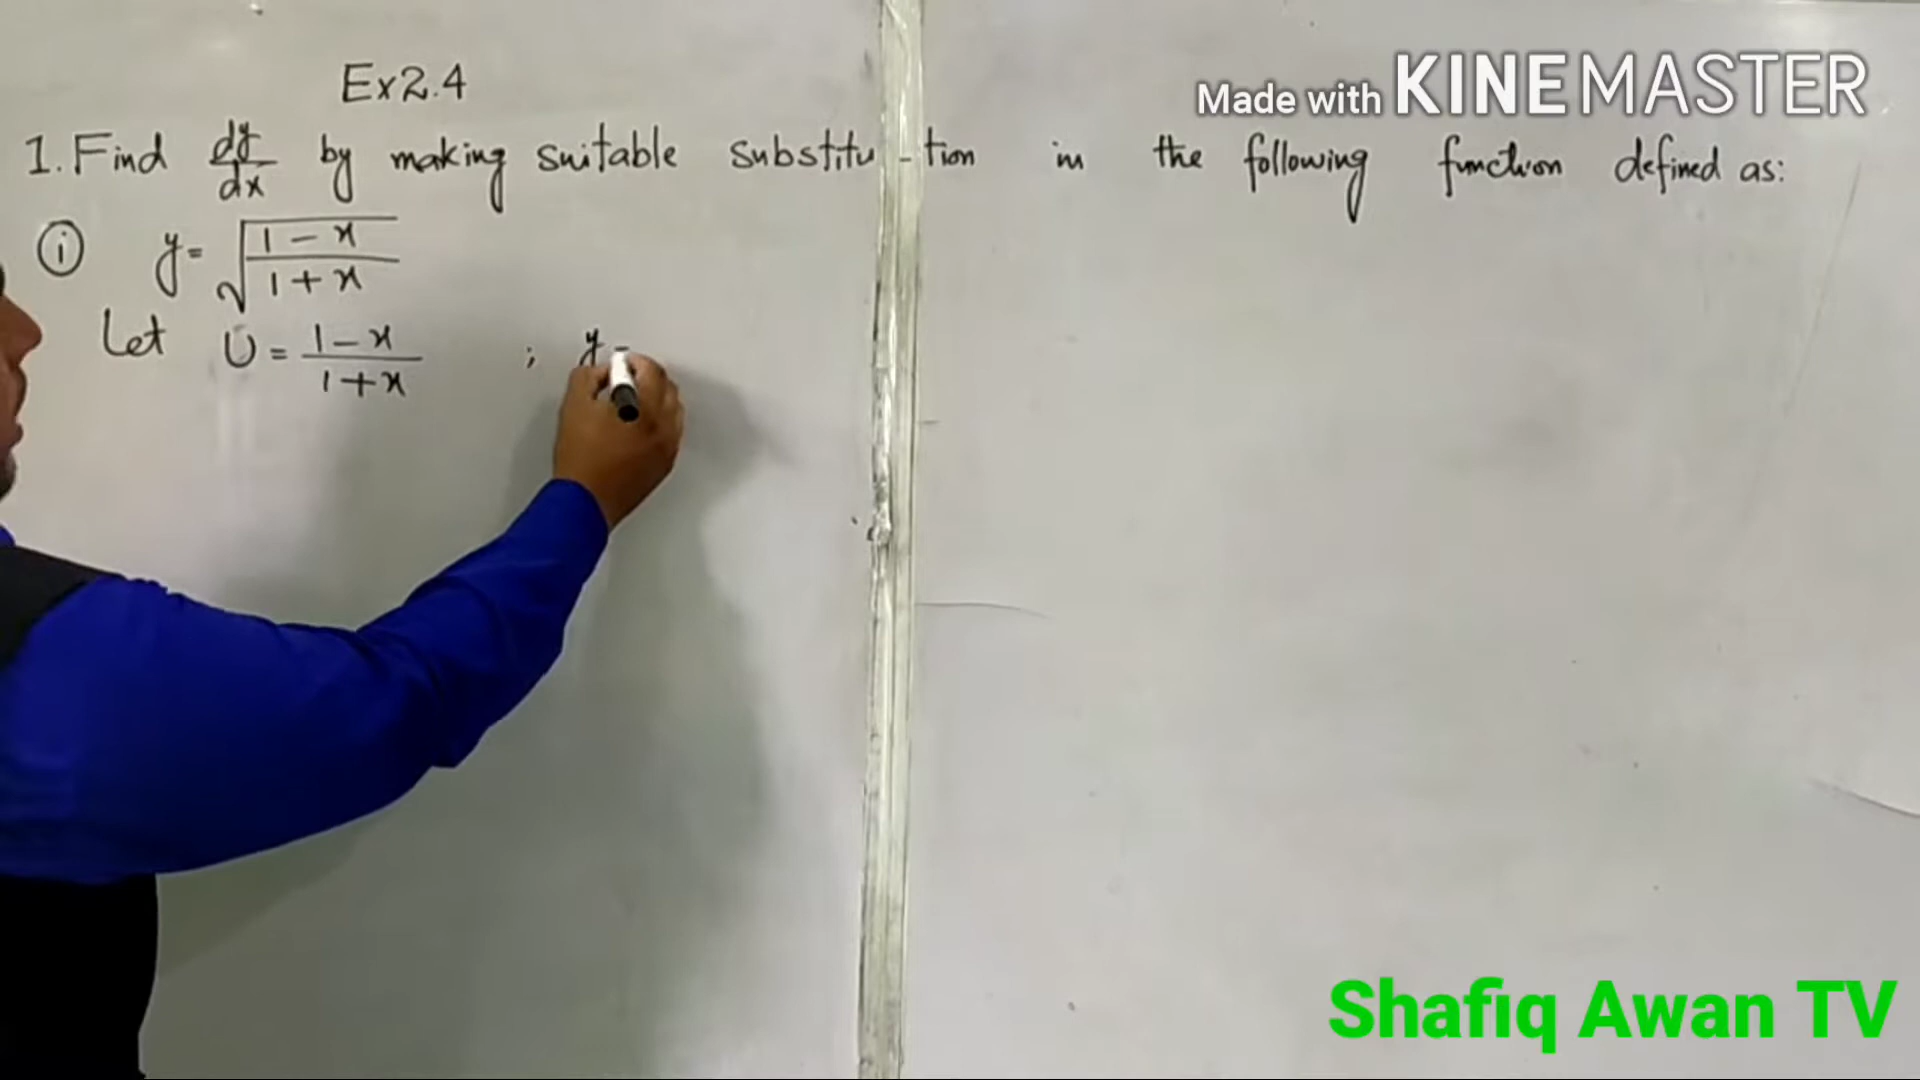 Ex2.4
Made with KINEMASTER
1. Find dy/dx by making suitable substitu-tion in the following function defined as:
(i) y = √((1 - x)/(1 + x))
Let U = (1 - x)/(1 + x) ; y =
Shafiq Awan TV